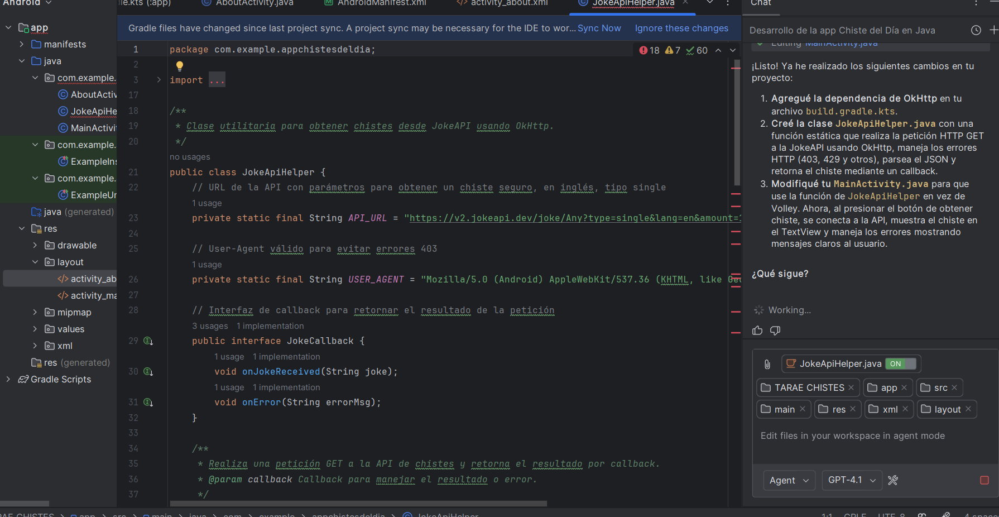 Android
le.kts (:app)
AboutActivity.java
AndroidManifest.xml
activity_about.xml
JokeApiHelper.java
Chat
Gradle files have changed since last project sync. A project sync may be necessary for the IDE to wor...
Sync Now
Ignore these changes
app
manifests
java
com.example.
AboutActiv
JokeApiHe
MainActivit
com.example.
ExampleIns
com.example.
ExampleUn
java (generated)
res
drawable
layout
activity_ab
activity_ma
mipmap
values
xml
res (generated)
Gradle Scripts
18 7 60
1 package com.example.appchistesdeldia;
2
3 import ...
17
18 /**
19 * Clase utilitaria para obtener chistes desde JokeAPI usando OkHttp.
20 */
no usages
21 public class JokeApiHelper {
22 // URL de la API con parámetros para obtener un chiste seguro, en inglés, tipo single
1 usage
23 private static final String API_URL = "https://v2.jokeapi.dev/joke/Any?type=single&lang=en&amount=1
24
25 // User-Agent válido para evitar errores 403
1 usage
26 private static final String USER_AGENT = "Mozilla/5.0 (Android) AppleWebKit/537.36 (KHTML, like Gec
27
28 // Interfaz de callback para retornar el resultado de la petición
3 usages 1 implementation
29 public interface JokeCallback {
1 usage 1 implementation
30 void onJokeReceived(String joke);
1 usage 1 implementation
31 void onError(String errorMsg);
32 }
33
34 /**
35 * Realiza una petición GET a la API de chistes y retorna el resultado por callback.
36 * @param callback Callback para manejar el resultado o error.
37 */
Desarrollo de la app Chiste del Día en Java
Editing MainActivity.java
¡Listo! Ya he realizado los siguientes cambios en tu
proyecto:
1. Agregué la dependencia de OkHttp en tu
archivo build.gradle.kts.
2. Creé la clase JokeApiHelper.java con una
función estática que realiza la petición HTTP GET
a la JokeAPI usando OkHttp, maneja los errores
HTTP (403, 429 y otros), parsea el JSON y
retorna el chiste mediante un callback.
3. Modifiqué tu MainActivity.java para que
use la función de JokeApiHelper en vez de
Volley. Ahora, al presionar el botón de obtener
chiste, se conecta a la API, muestra el chiste en
el TextView y maneja los errores mostrando
mensajes claros al usuario.
¿Qué sigue?
Working...
JokeApiHelper.java ON
TARAE CHISTES
app
src
main
res
xml
layout
Edit files in your workspace in agent mode
Agent
GPT-4.1
RAE CHISTES > app > src > main > java > com > example > appchistesdeldia > JokeApiHelper
1:1 CRLF UTF-8 4 space